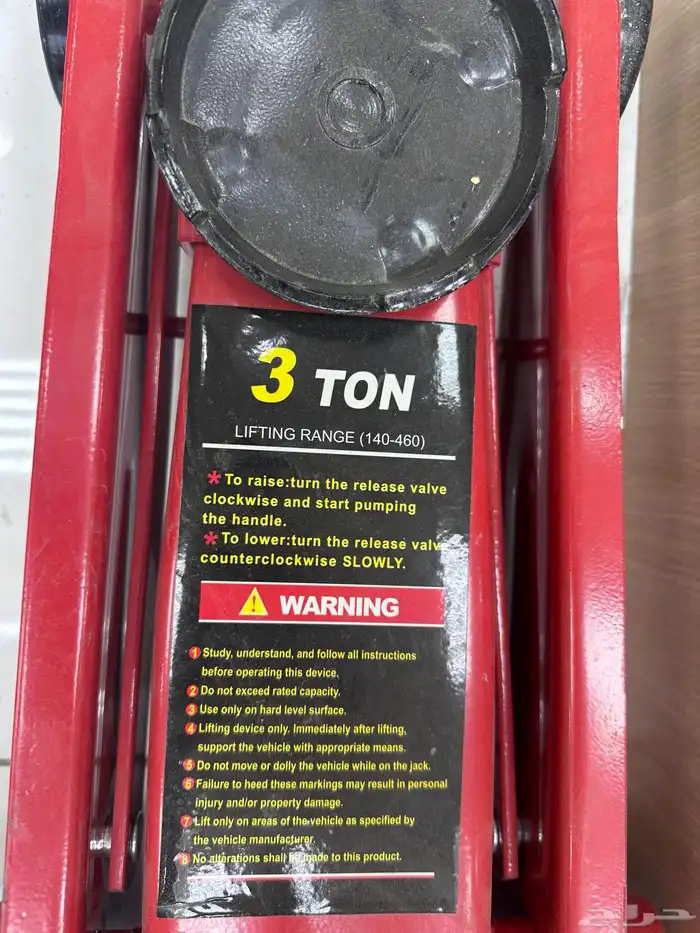 3 TON
LIFTING RANGE (140-460)
* To raise:turn the release valve
clockwise and start pumping
the handle.
* To lower:turn the release valve
counterclockwise SLOWLY.
! WARNING
1 Study, understand, and follow all instructions
before operating this device.
2 Do not exceed rated capacity.
3 Use only on hard level surface.
4 Lifting device only. Immediately after lifting,
support the vehicle with appropriate means.
5 Do not move or dolly the vehicle while on the jack.
6 Failure to heed these markings may result in personal
injury and/or property damage.
7 Lift only on areas of the vehicle as specified by
the vehicle manufacturer.
8 No alterations shall be made to this product.
حراج